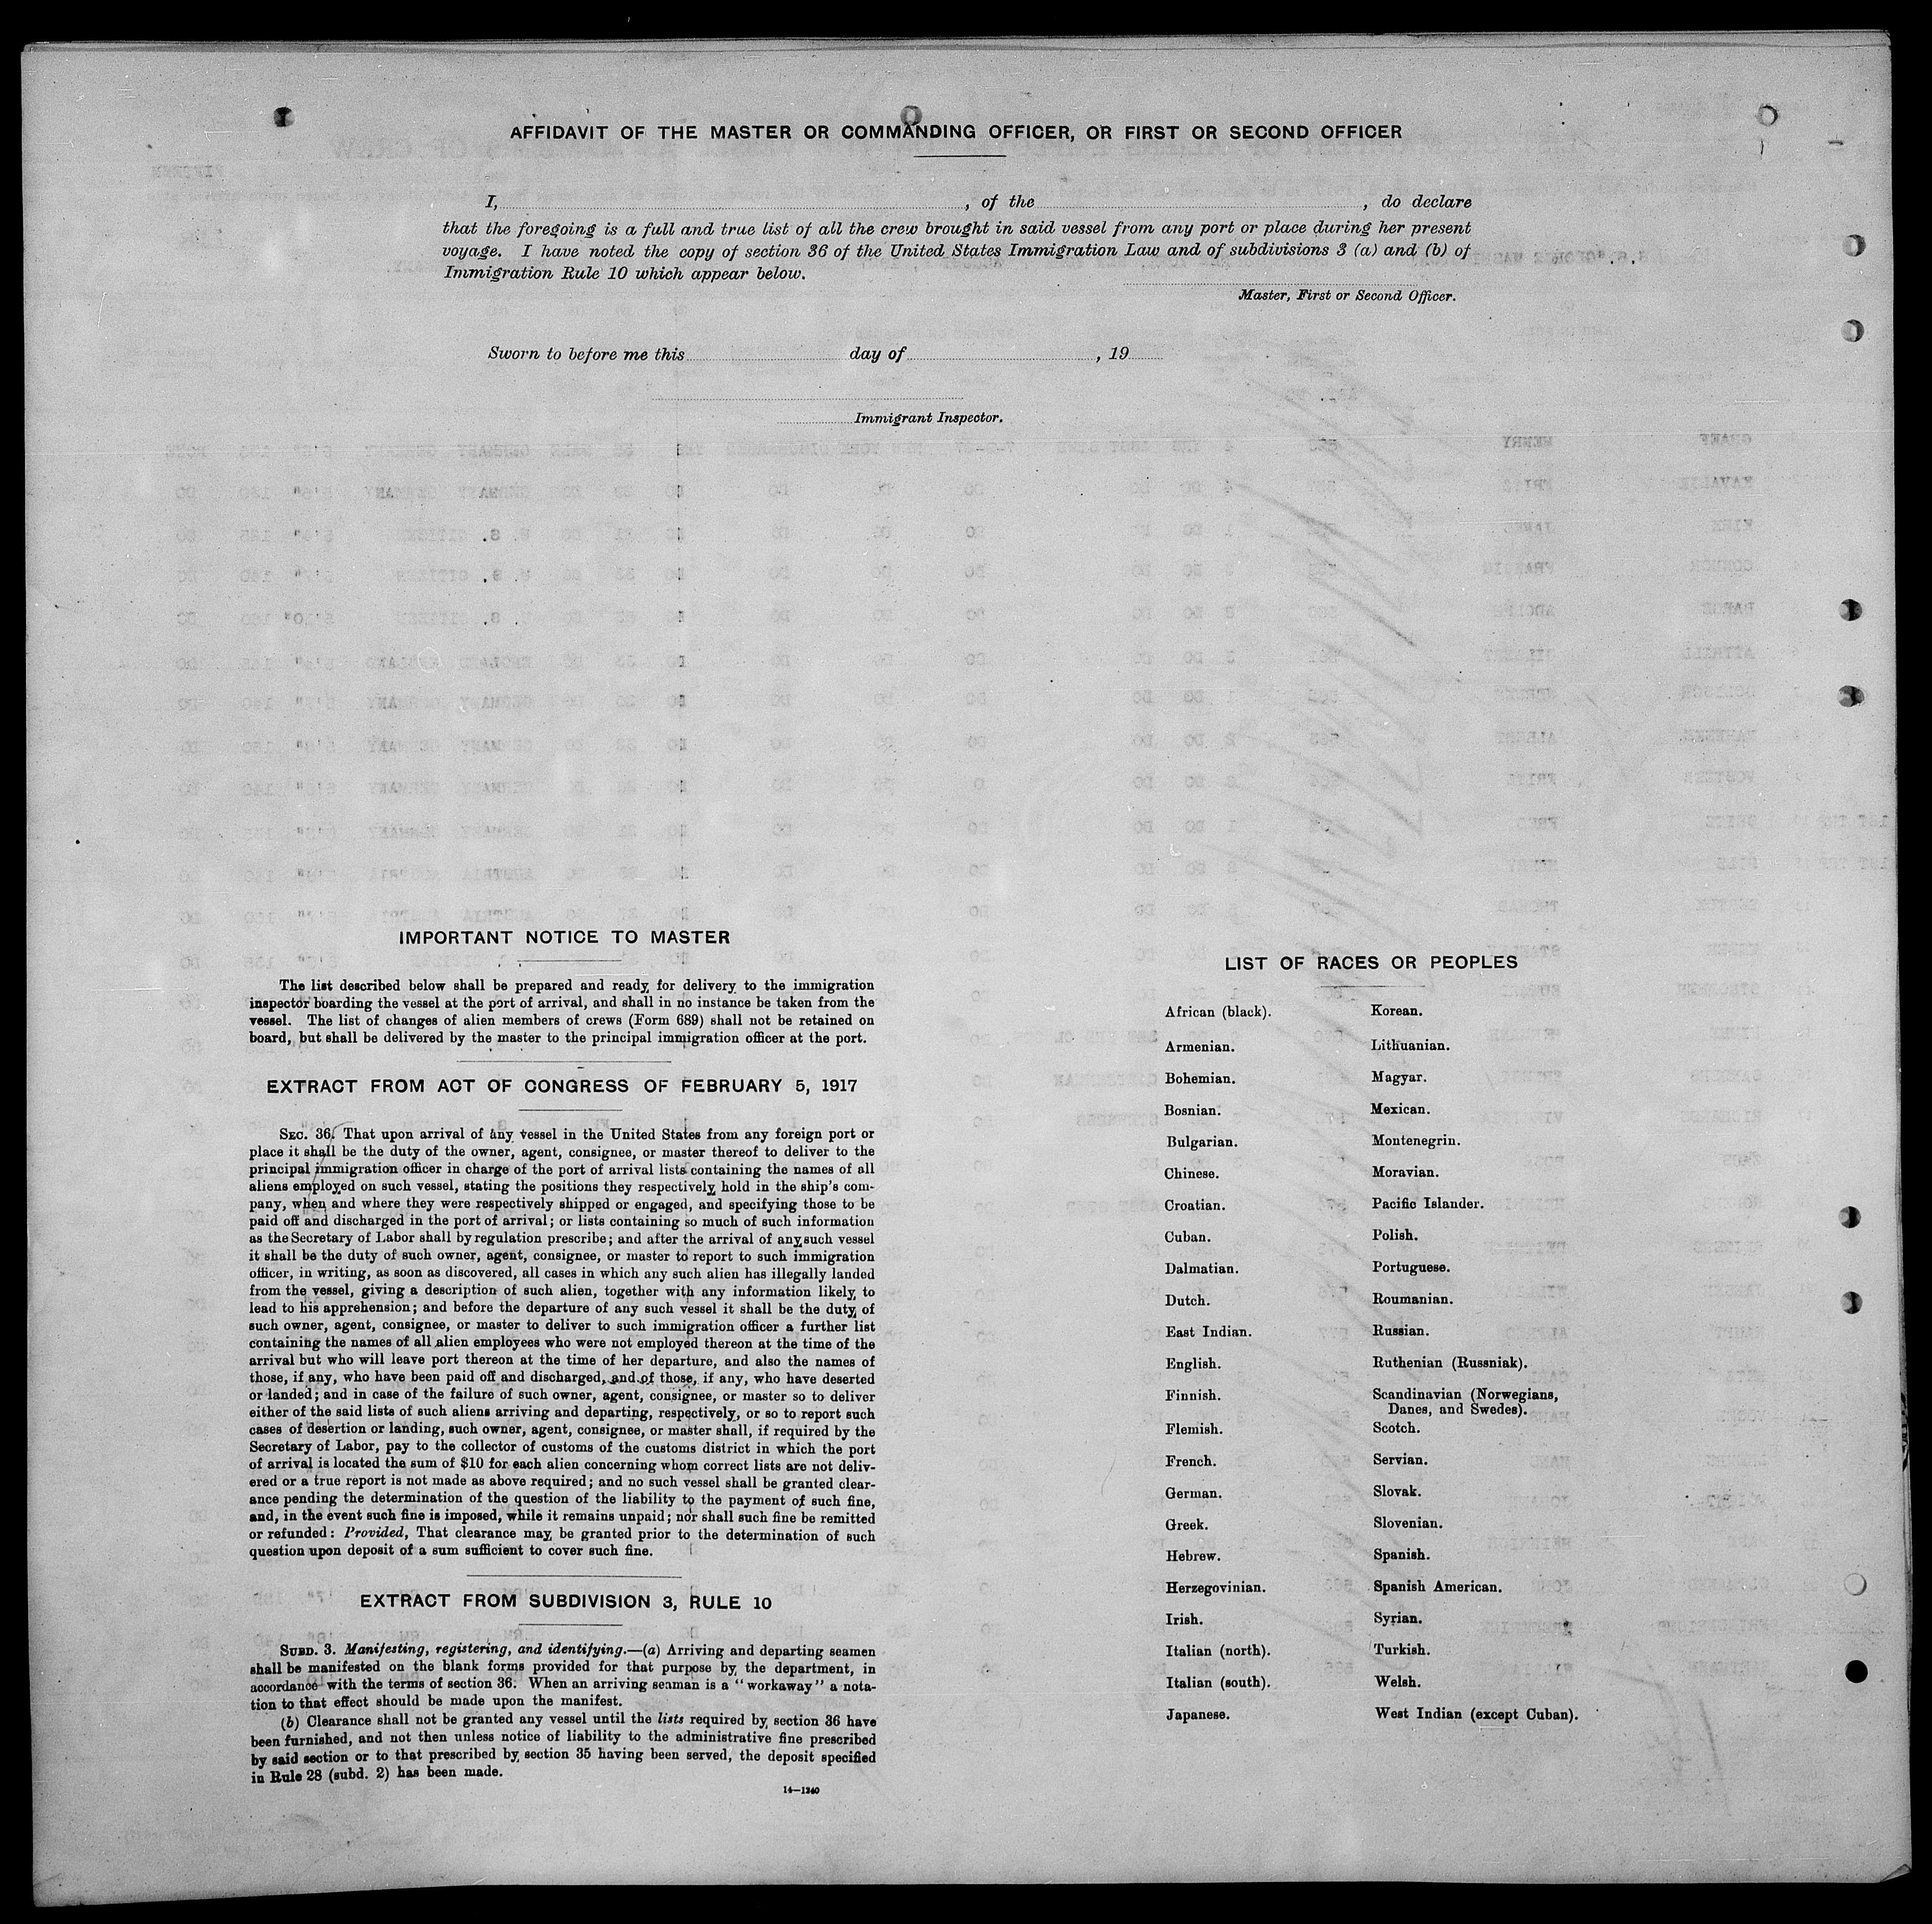 AFFIDAVIT OF THE MASTER OR COMMANDING OFFICER, OR FIRST OR SECOND OFFICER
I, , of the , do declare
that the foregoing is a full and true list of all the crew brought in said vessel from any port or place during her present
voyage. I have noted the copy of section 36 of the United States Immigration Law and of subdivisions 3 (a) and (b) of
Immigration Rule 10 which appear below.
Master, First or Second Officer.
Sworn to before me this day of , 19
Immigrant Inspector.
IMPORTANT NOTICE TO MASTER
The list described below shall be prepared and ready for delivery to the immigration
inspector boarding the vessel at the port of arrival, and shall in no instance be taken from the
vessel. The list of changes of alien members of crews (Form 689) shall not be retained on
board, but shall be delivered by the master to the principal immigration officer at the port.
EXTRACT FROM ACT OF CONGRESS OF FEBRUARY 5, 1917
SEC. 36. That upon arrival of any vessel in the United States from any foreign port or
place it shall be the duty of the owner, agent, consignee, or master thereof to deliver to the
principal immigration officer in charge of the port of arrival lists containing the names of all
aliens employed on such vessel, stating the positions they respectively hold in the ship's com-
pany, when and where they were respectively shipped or engaged, and specifying those to be
paid off and discharged in the port of arrival; or lists containing so much of such information
as the Secretary of Labor shall by regulation prescribe; and after the arrival of any such vessel
it shall be the duty of such owner, agent, consignee, or master to report to such immigration
officer, in writing, as soon as discovered, all cases in which any such alien has illegally landed
from the vessel, giving a description of such alien, together with any information likely to
lead to his apprehension; and before the departure of any such vessel it shall be the duty of
such owner, agent, consignee, or master to deliver to such immigration officer a further list
containing the names of all alien employees who were not employed thereon at the time of the
arrival but who will leave port thereon at the time of her departure, and also the names of
those, if any, who have been paid off and discharged, and of those, if any, who have deserted
or landed; and in case of the failure of such owner, agent, consignee, or master so to deliver
either of the said lists of such aliens arriving and departing, respectively, or so to report such
cases of desertion or landing, such owner, agent, consignee, or master shall, if required by the
Secretary of Labor, pay to the collector of customs of the customs district in which the port
of arrival is located the sum of $10 for each alien concerning whom correct lists are not deliv-
ered or a true report is not made as above required; and no such vessel shall be granted clear-
ance pending the determination of the question of the liability to the payment of such fine,
and, in the event such fine is imposed, while it remains unpaid; nor shall such fine be remitted
or refunded: Provided, That clearance may be granted prior to the determination of such
question upon deposit of a sum sufficient to cover such fine.
EXTRACT FROM SUBDIVISION 3, RULE 10
SUBD. 3. Manifesting, registering, and identifying.—(a) Arriving and departing seamen
shall be manifested on the blank forms provided for that purpose by the department, in
accordance with the terms of section 36. When an arriving seaman is a "workaway" a nota-
tion to that effect should be made upon the manifest.
(b) Clearance shall not be granted any vessel until the lists required by section 36 have
been furnished, and not then unless notice of liability to the administrative fine prescribed
by said section or to that prescribed by section 35 having been served, the deposit specified
in Rule 28 (subd. 2) has been made.
14—1240
LIST OF RACES OR PEOPLES
African (black).
Armenian.
Bohemian.
Bosnian.
Bulgarian.
Chinese.
Croatian.
Cuban.
Dalmatian.
Dutch.
East Indian.
English.
Finnish.
Flemish.
French.
German.
Greek.
Hebrew.
Herzegovinian.
Irish.
Italian (north).
Italian (south).
Japanese.
Korean.
Lithuanian.
Magyar.
Mexican.
Montenegrin.
Moravian.
Pacific Islander.
Polish.
Portuguese.
Roumanian.
Russian.
Ruthenian (Russniak).
Scandinavian (Norwegians,
Danes, and Swedes).
Scotch.
Servian.
Slovak.
Slovenian.
Spanish.
Spanish American.
Syrian.
Turkish.
Welsh.
West Indian (except Cuban).